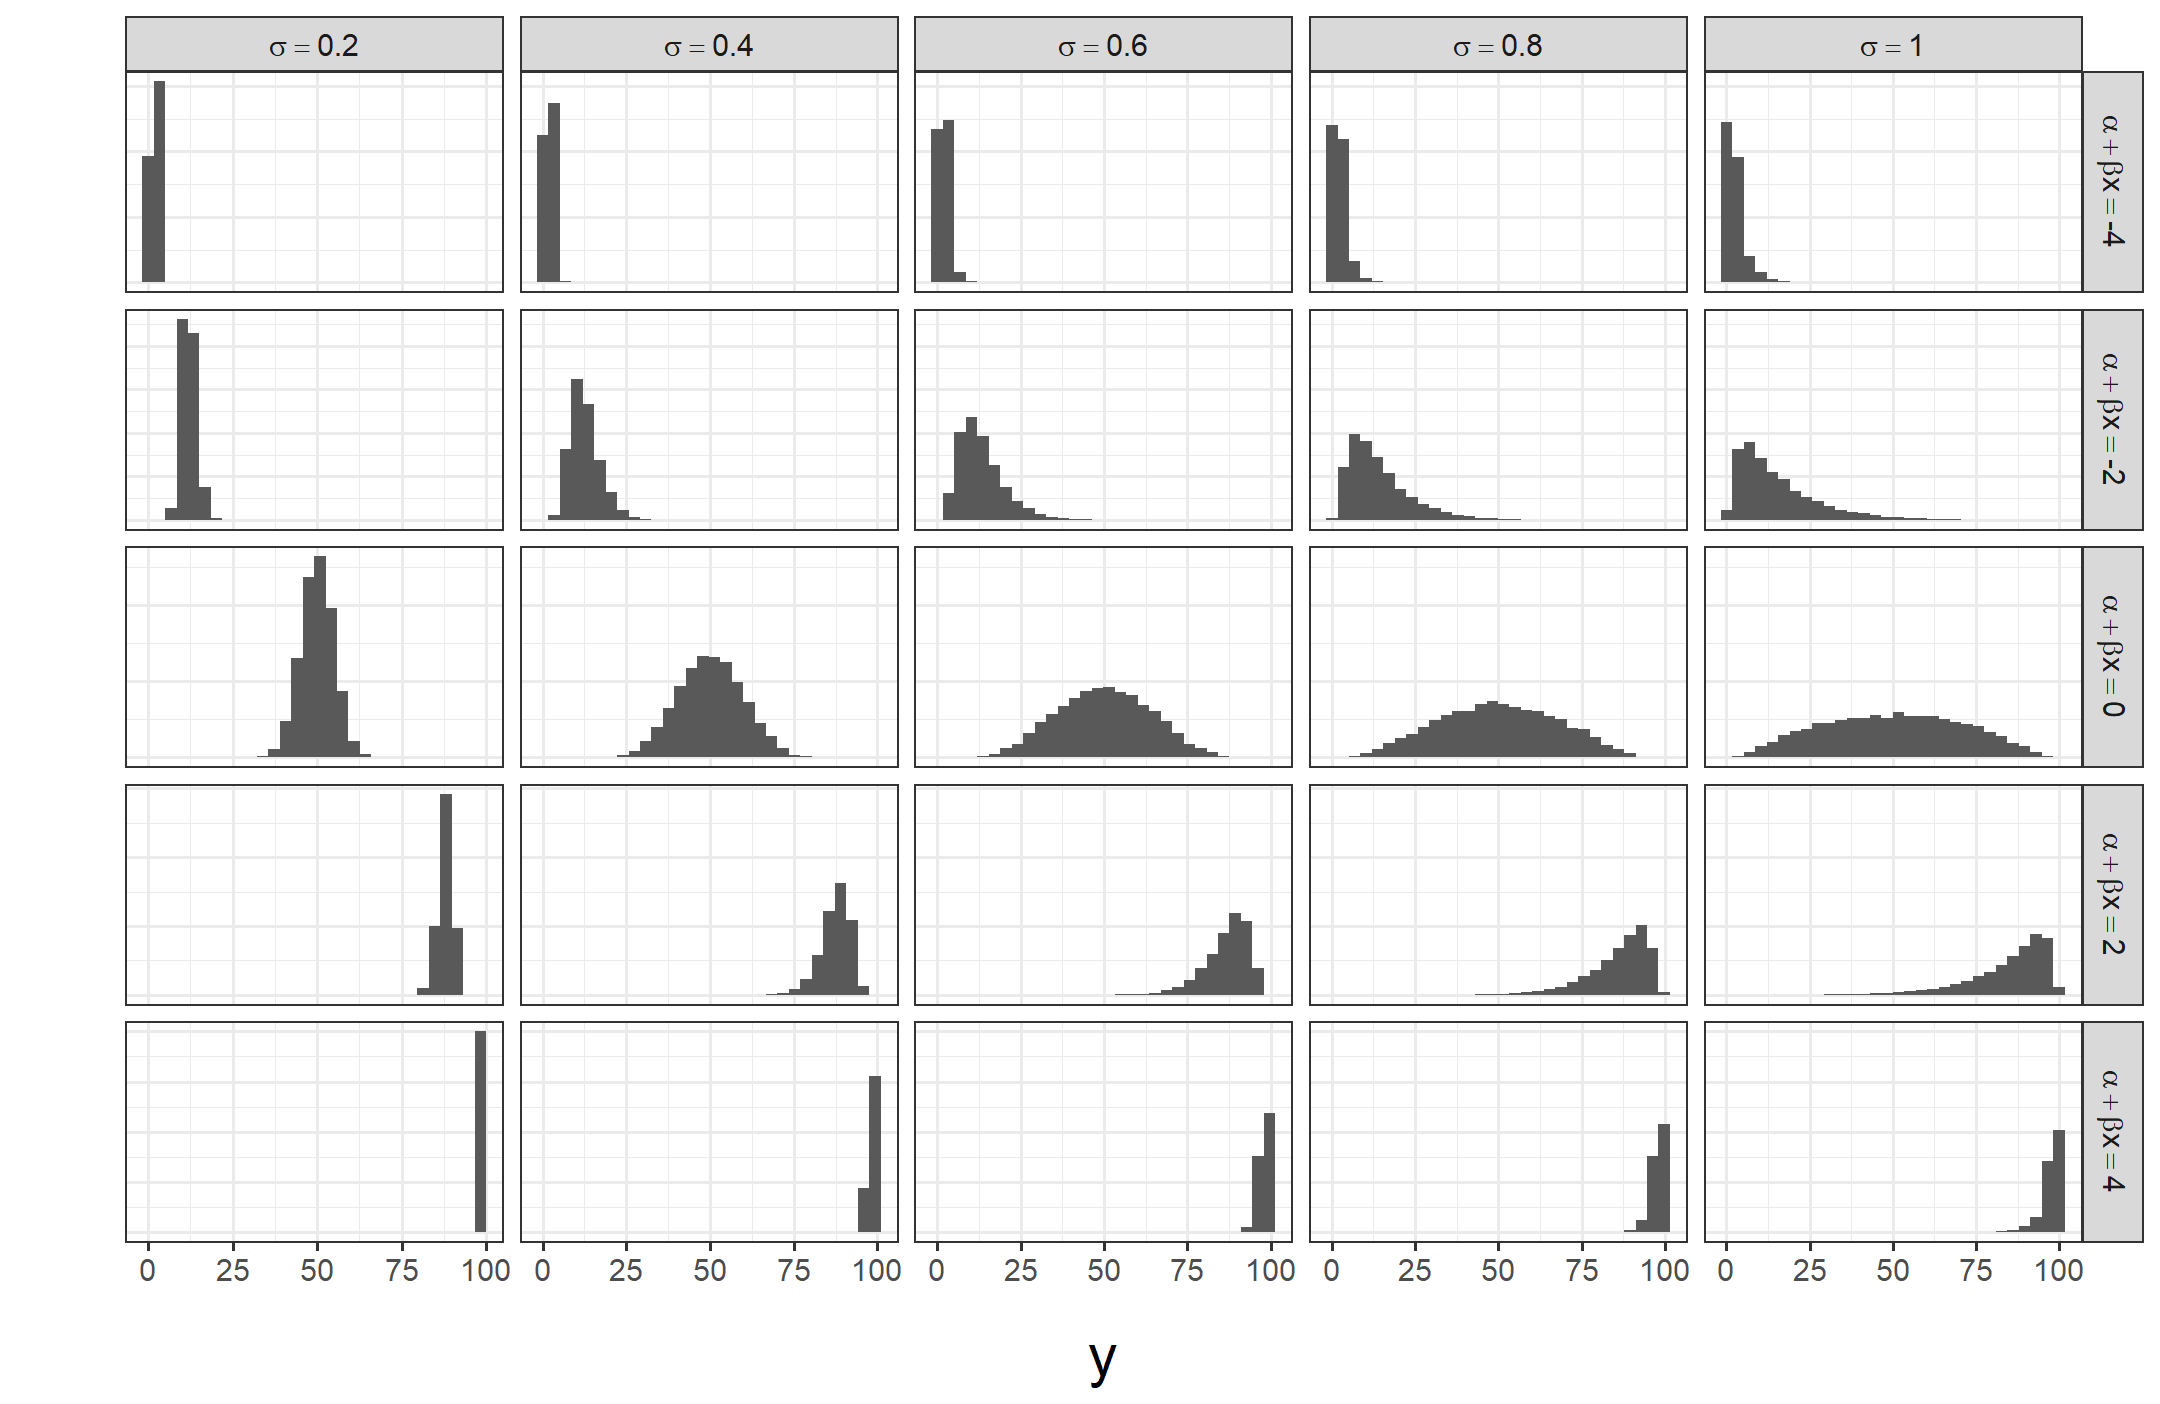 σ = 0.2 σ = 0.4 σ = 0.6 σ = 0.8 σ = 1
α + βx = -4
α + βx = -2
α + βx = 0
α + βx = 2
α + βx = 4
0 25 50 75 100 0 25 50 75 100 0 25 50 75 100 0 25 50 75 100 0 25 50 75 100
y